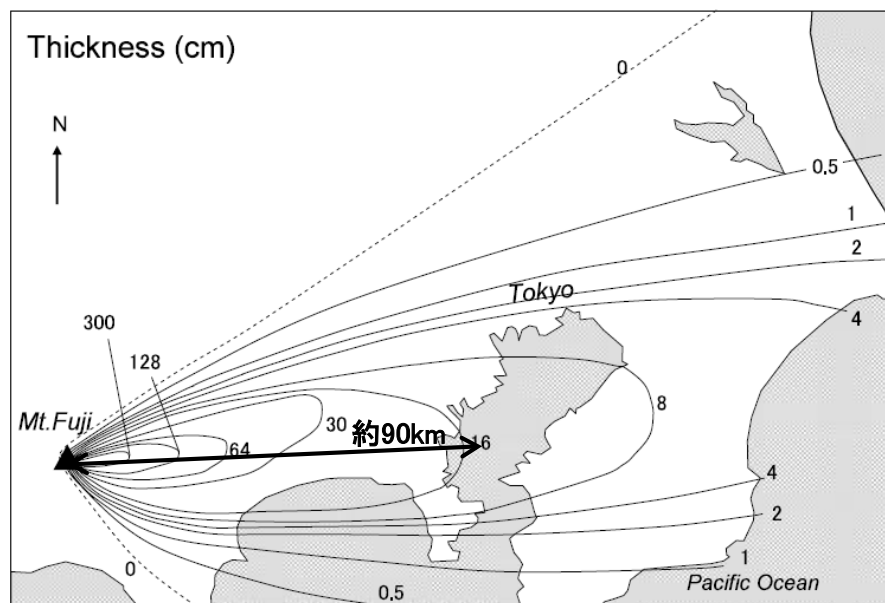 Thickness (cm)
0
N
0.5
1
2
Tokyo
4
300
128
Mt.Fuji
30
8
64
約90km
16
4
2
1
0
0.5
Pacific Ocean